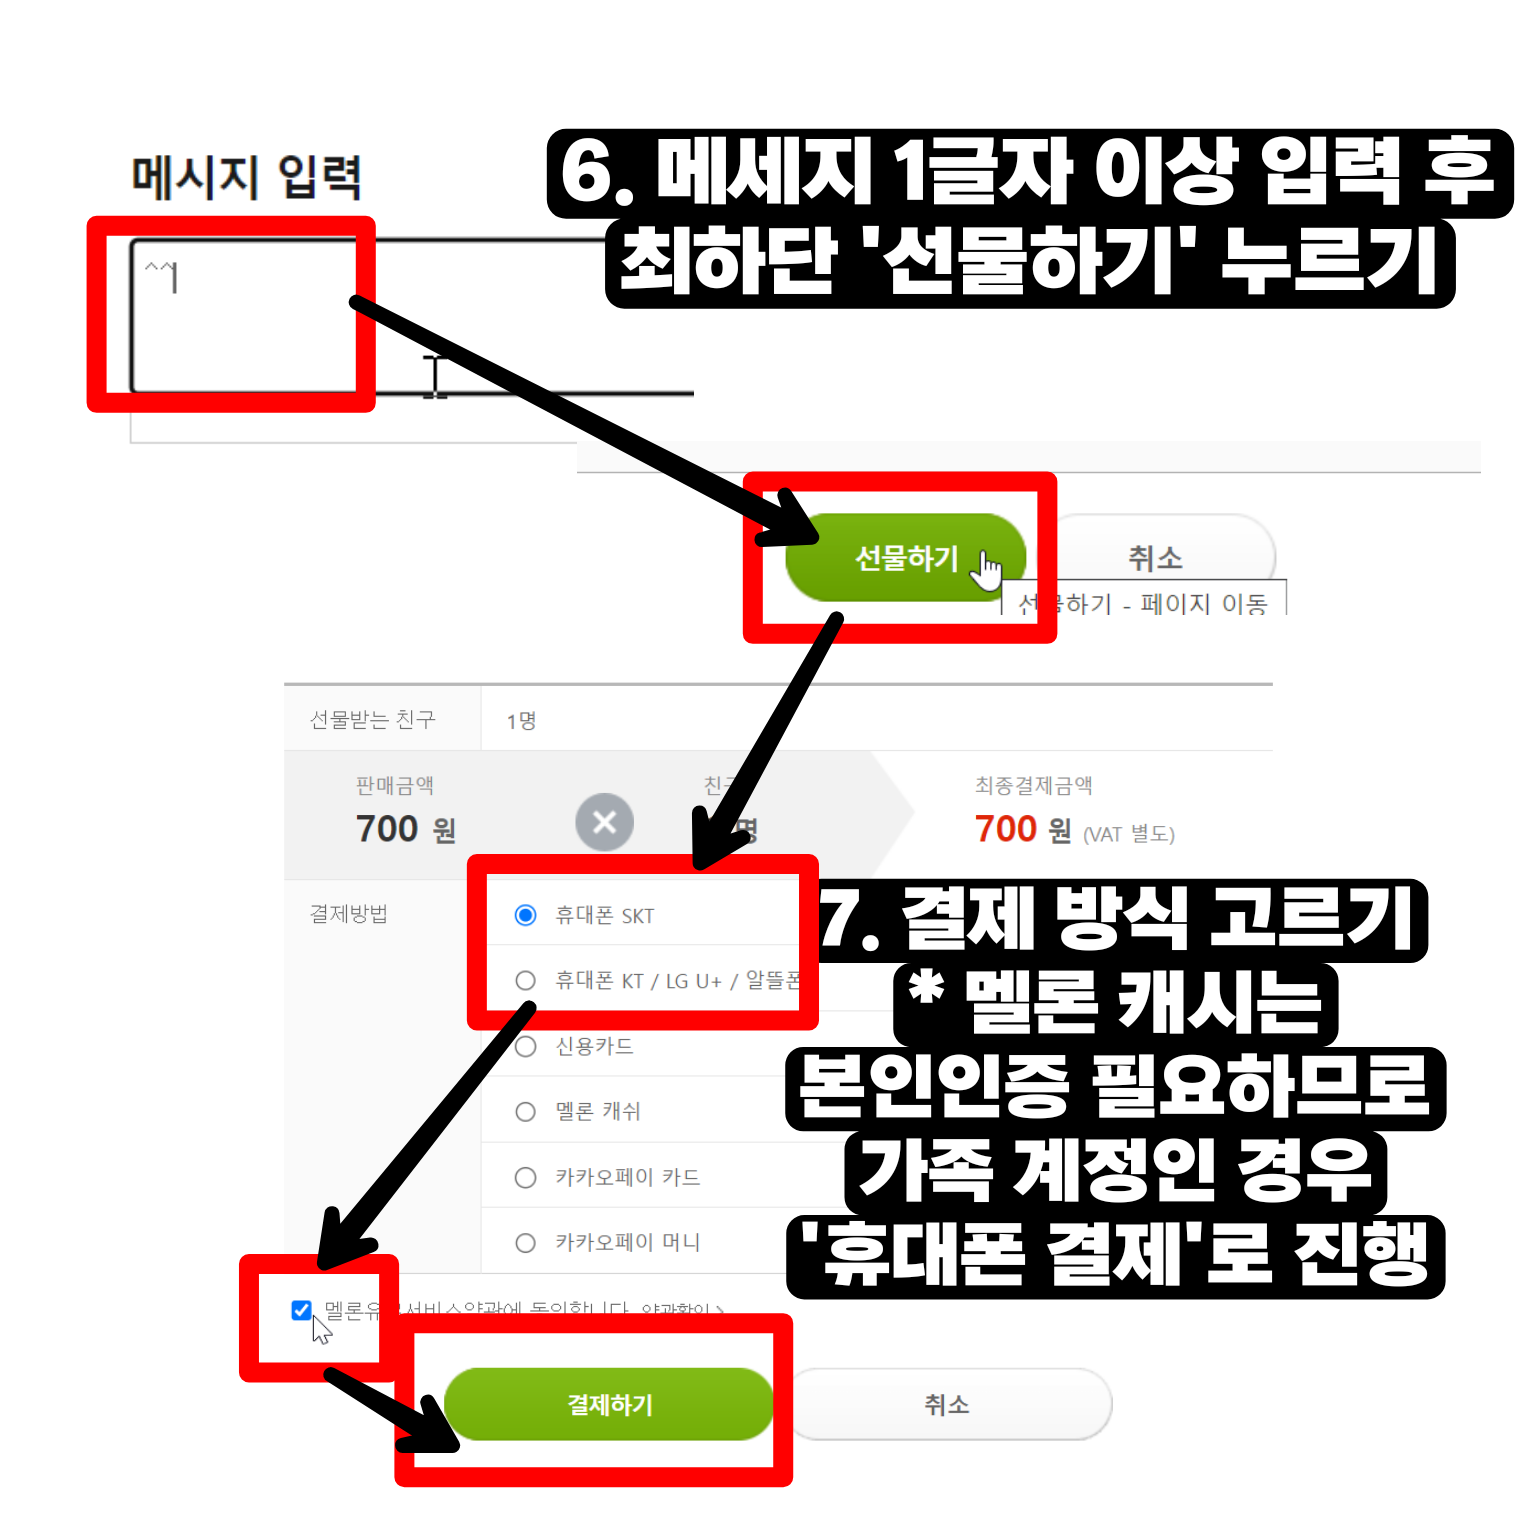 메시지 입력
6. 메세지 1글자 이상 입력 후
최하단 '선물하기' 누르기
^^
선물하기
취소
선물하기 - 페이지 이동
선물받는 친구
1명
판매금액
최종결제금액
700 원
명
700 원 (VAT 별도)
결제방법
휴대폰 SKT
휴대폰 KT / LG U+ / 알뜰폰
신용카드
멜론 캐쉬
카카오페이 카드
카카오페이 머니
7. 결제 방식 고르기
* 멜론 캐시는
본인인증 필요하므로
가족 계정인 경우
'휴대폰 결제'로 진행
멜론유료서비스약관에 동의합니다. 약관확인 >
결제하기
취소